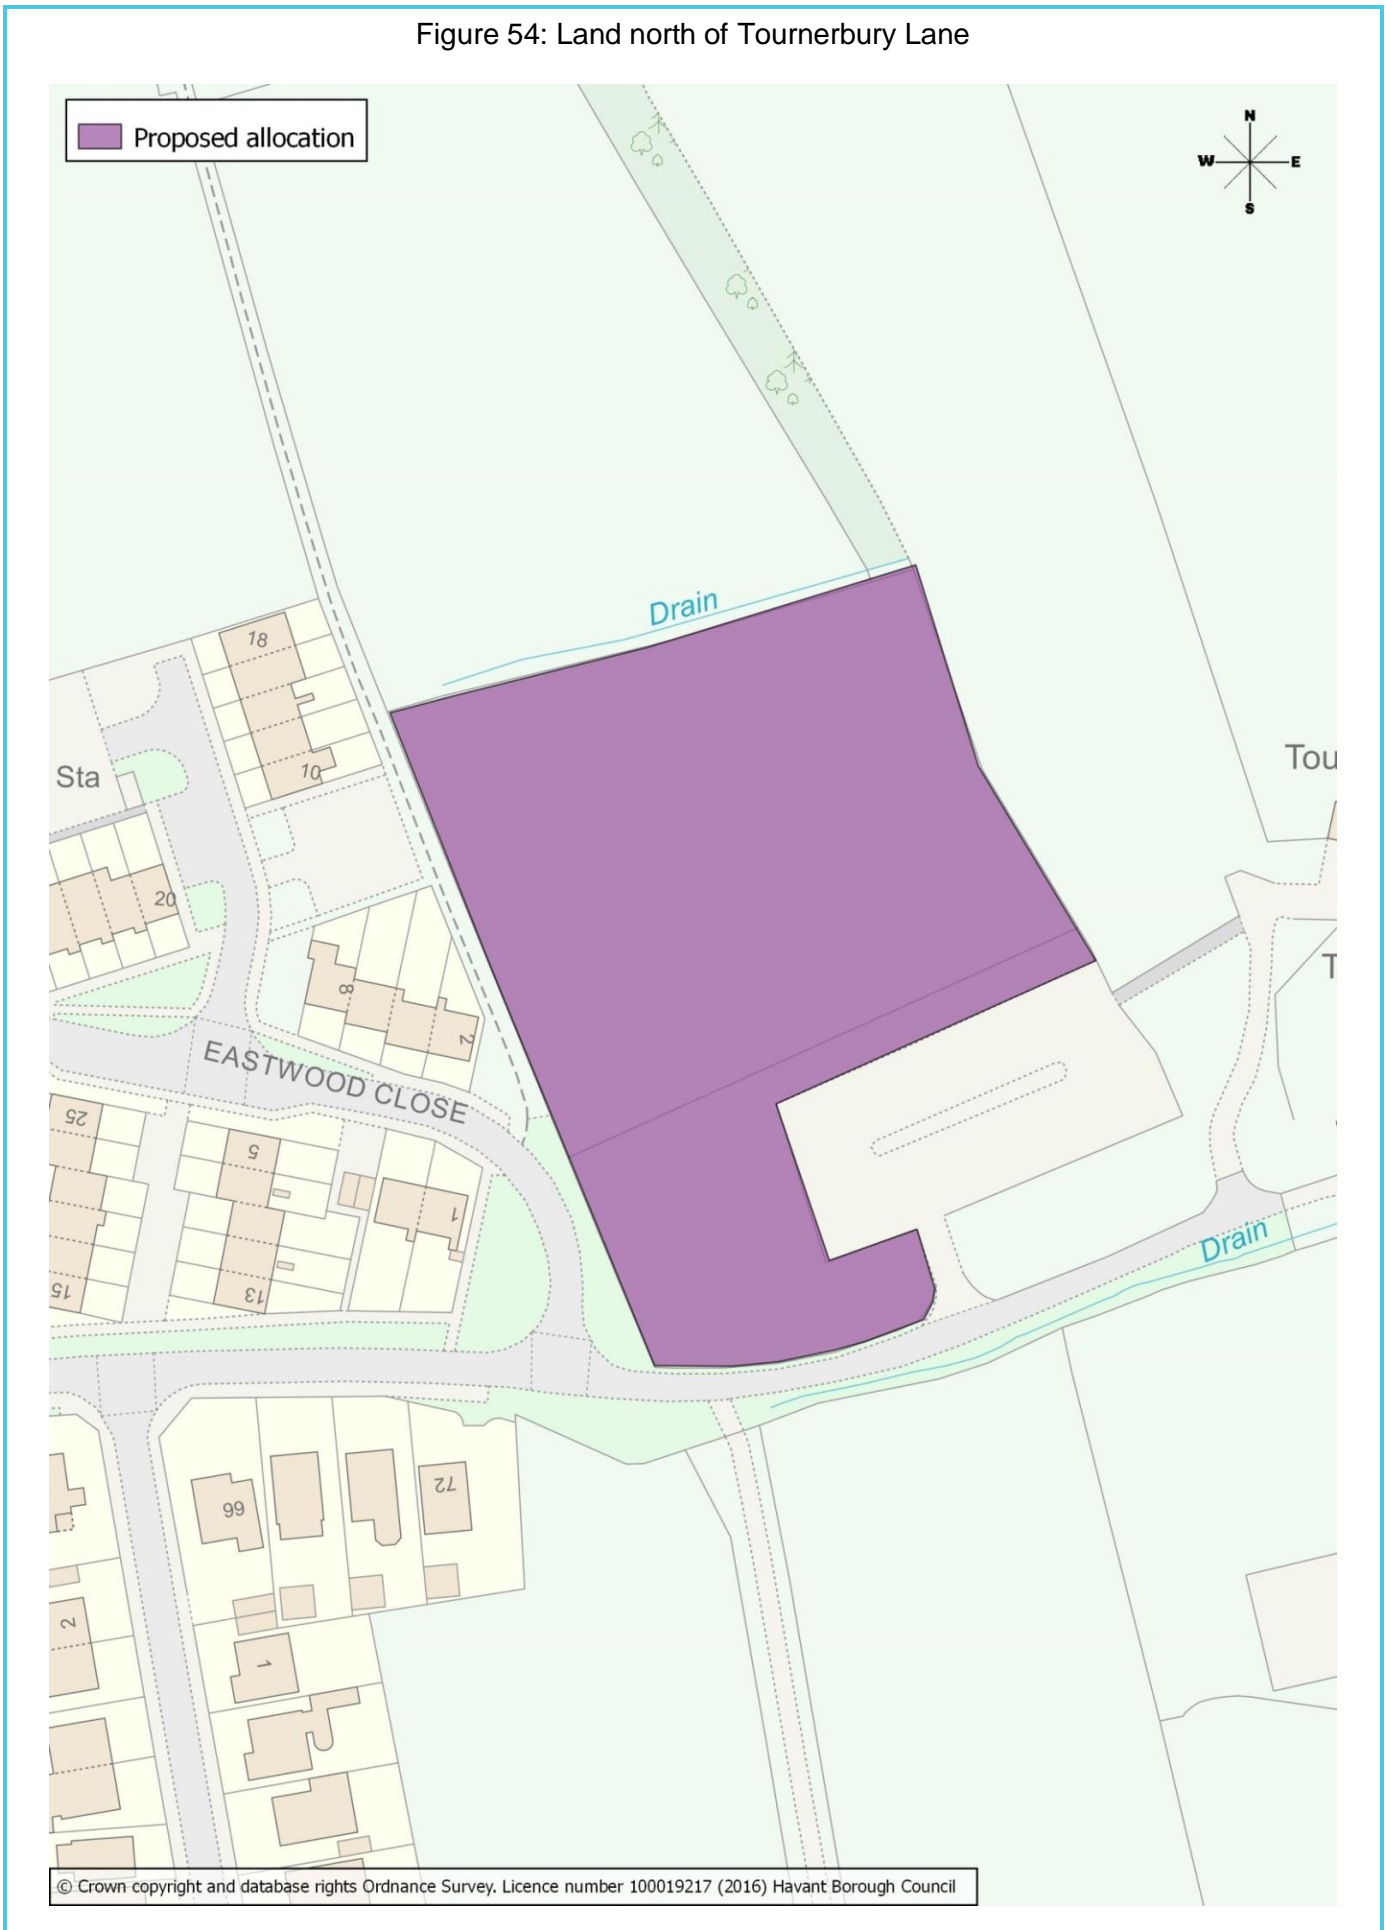 Figure 54: Land north of Tournerbury Lane
Proposed allocation
N
W E
S
Drain
18
10
Sta
Tou
20
T
8
2
EASTWOOD CLOSE
25
5
1
15
13
Drain
66
72
2
1
© Crown copyright and database rights Ordnance Survey. Licence number 100019217 (2016) Havant Borough Council